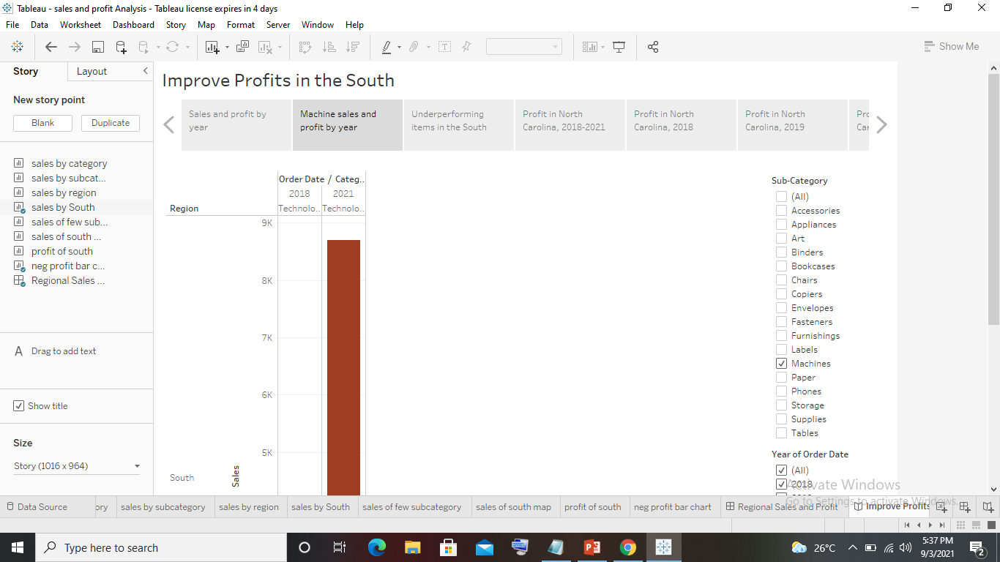 Tableau - sales and profit Analysis - Tableau license expires in 4 days
File Data Worksheet Dashboard Story Map Format Server Window Help
Show Me
Story Layout
New story point
Blank Duplicate
sales by category
sales by subcat...
sales by region
sales by South
sales of few sub...
sales of south ...
profit of south
neg profit bar c...
Regional Sales ...
A Drag to add text
Show title
Size
Story (1016 x 964)
Improve Profits in the South
Sales and profit by
year
Machine sales and
profit by year
Underperforming
items in the South
Profit in North
Carolina, 2018-2021
Profit in North
Carolina, 2018
Profit in North
Carolina, 2019
Pro
Car
Order Date / Categ..
2018 2021
Region Technolo.. Technolo..
9K
8K
7K
6K
5K
South
Sales
Sub-Category
(All)
Accessories
Appliances
Art
Binders
Bookcases
Chairs
Copiers
Envelopes
Fasteners
Furnishings
Labels
Machines
Paper
Phones
Storage
Supplies
Tables
Year of Order Date
(All)
2018
Activate Windows
Go to Settings to activate Windows.
Data Source ory sales by subcategory sales by region sales by South sales of few subcategory sales of south map profit of south neg profit bar chart Regional Sales and Profit Improve Profits
Type here to search
26°C
5:37 PM
9/3/2021
2